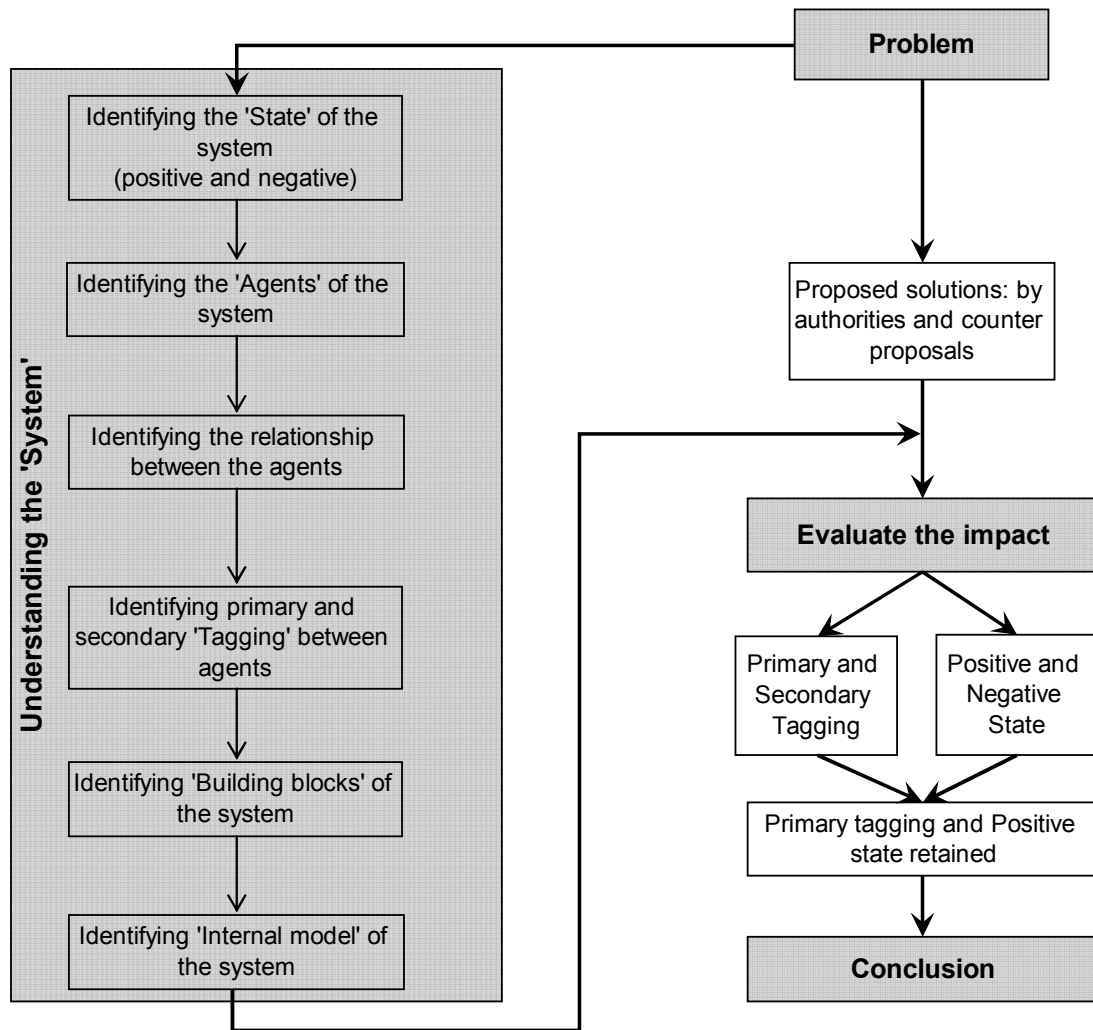 Problem
Understanding the 'System'
Identifying the 'State' of the
system
(positive and negative)
Identifying the 'Agents' of the
system
Identifying the relationship
between the agents
Identifying primary and
secondary 'Tagging' between
agents
Identifying 'Building blocks' of
the system
Identifying 'Internal model' of
the system
Proposed solutions: by
authorities and counter
proposals
Evaluate the impact
Primary and
Secondary
Tagging
Positive and
Negative
State
Primary tagging and Positive
state retained
Conclusion